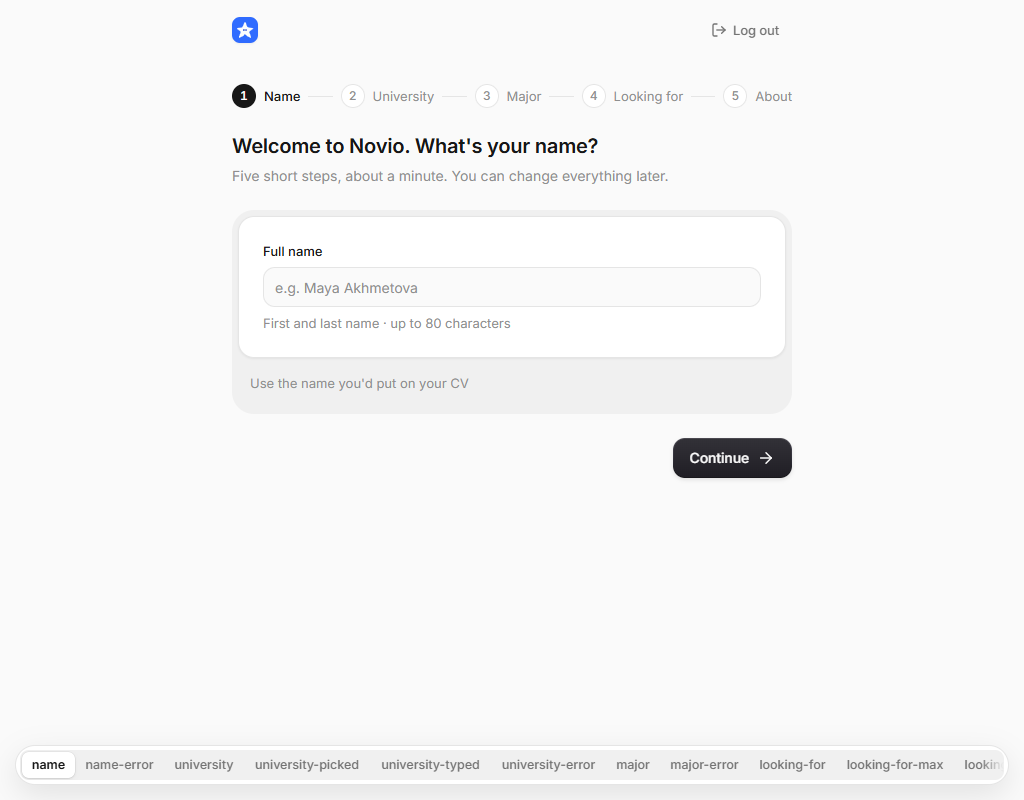 Log out
1 Name 2 University 3 Major 4 Looking for 5 About
Welcome to Novio. What's your name?
Five short steps, about a minute. You can change everything later.
Full name
e.g. Maya Akhmetova
First and last name · up to 80 characters
Use the name you'd put on your CV
Continue
name name-error university university-picked university-typed university-error major major-error looking-for looking-for-max